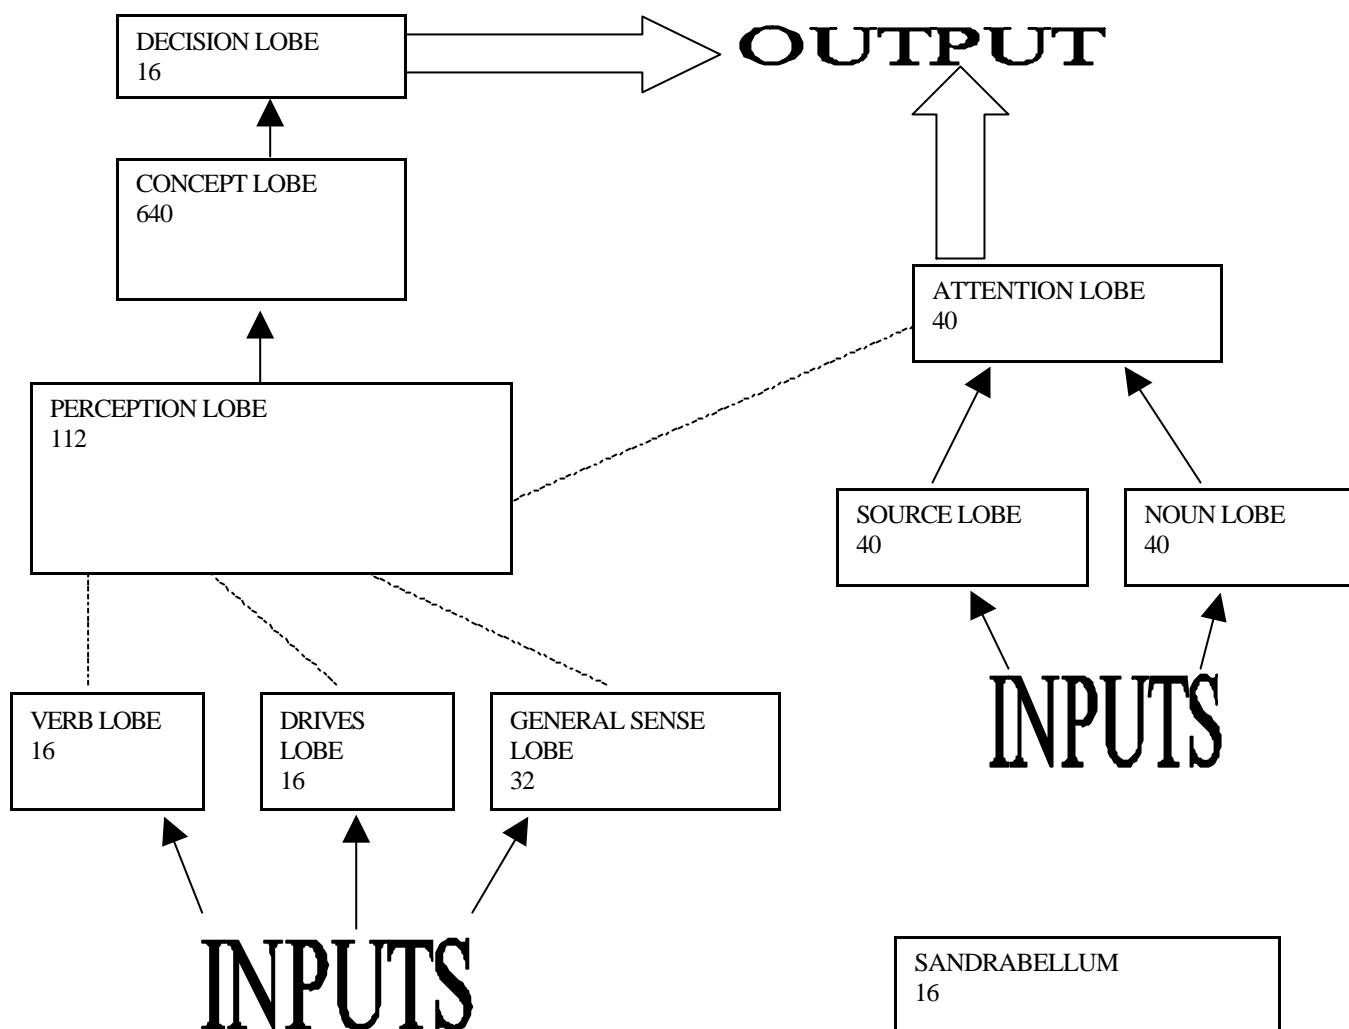 DECISION LOBE
16
OUTPUT
CONCEPT LOBE
640
ATTENTION LOBE
40
PERCEPTION LOBE
112
SOURCE LOBE
40
NOUN LOBE
40
VERB LOBE
16
DRIVES
LOBE
16
GENERAL SENSE
LOBE
32
INPUTS
INPUTS
SANDRABELLUM
16